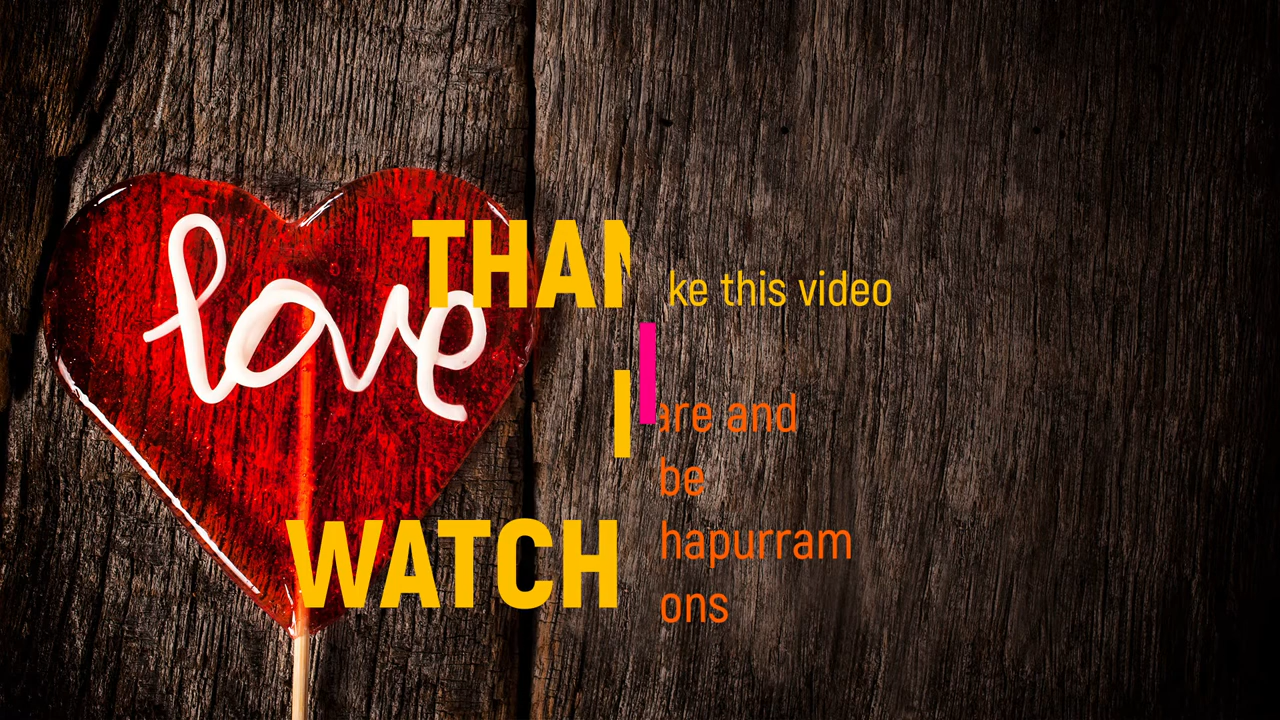 love
THAN
ke this video
are and
be
WATCH
hapurram
ons